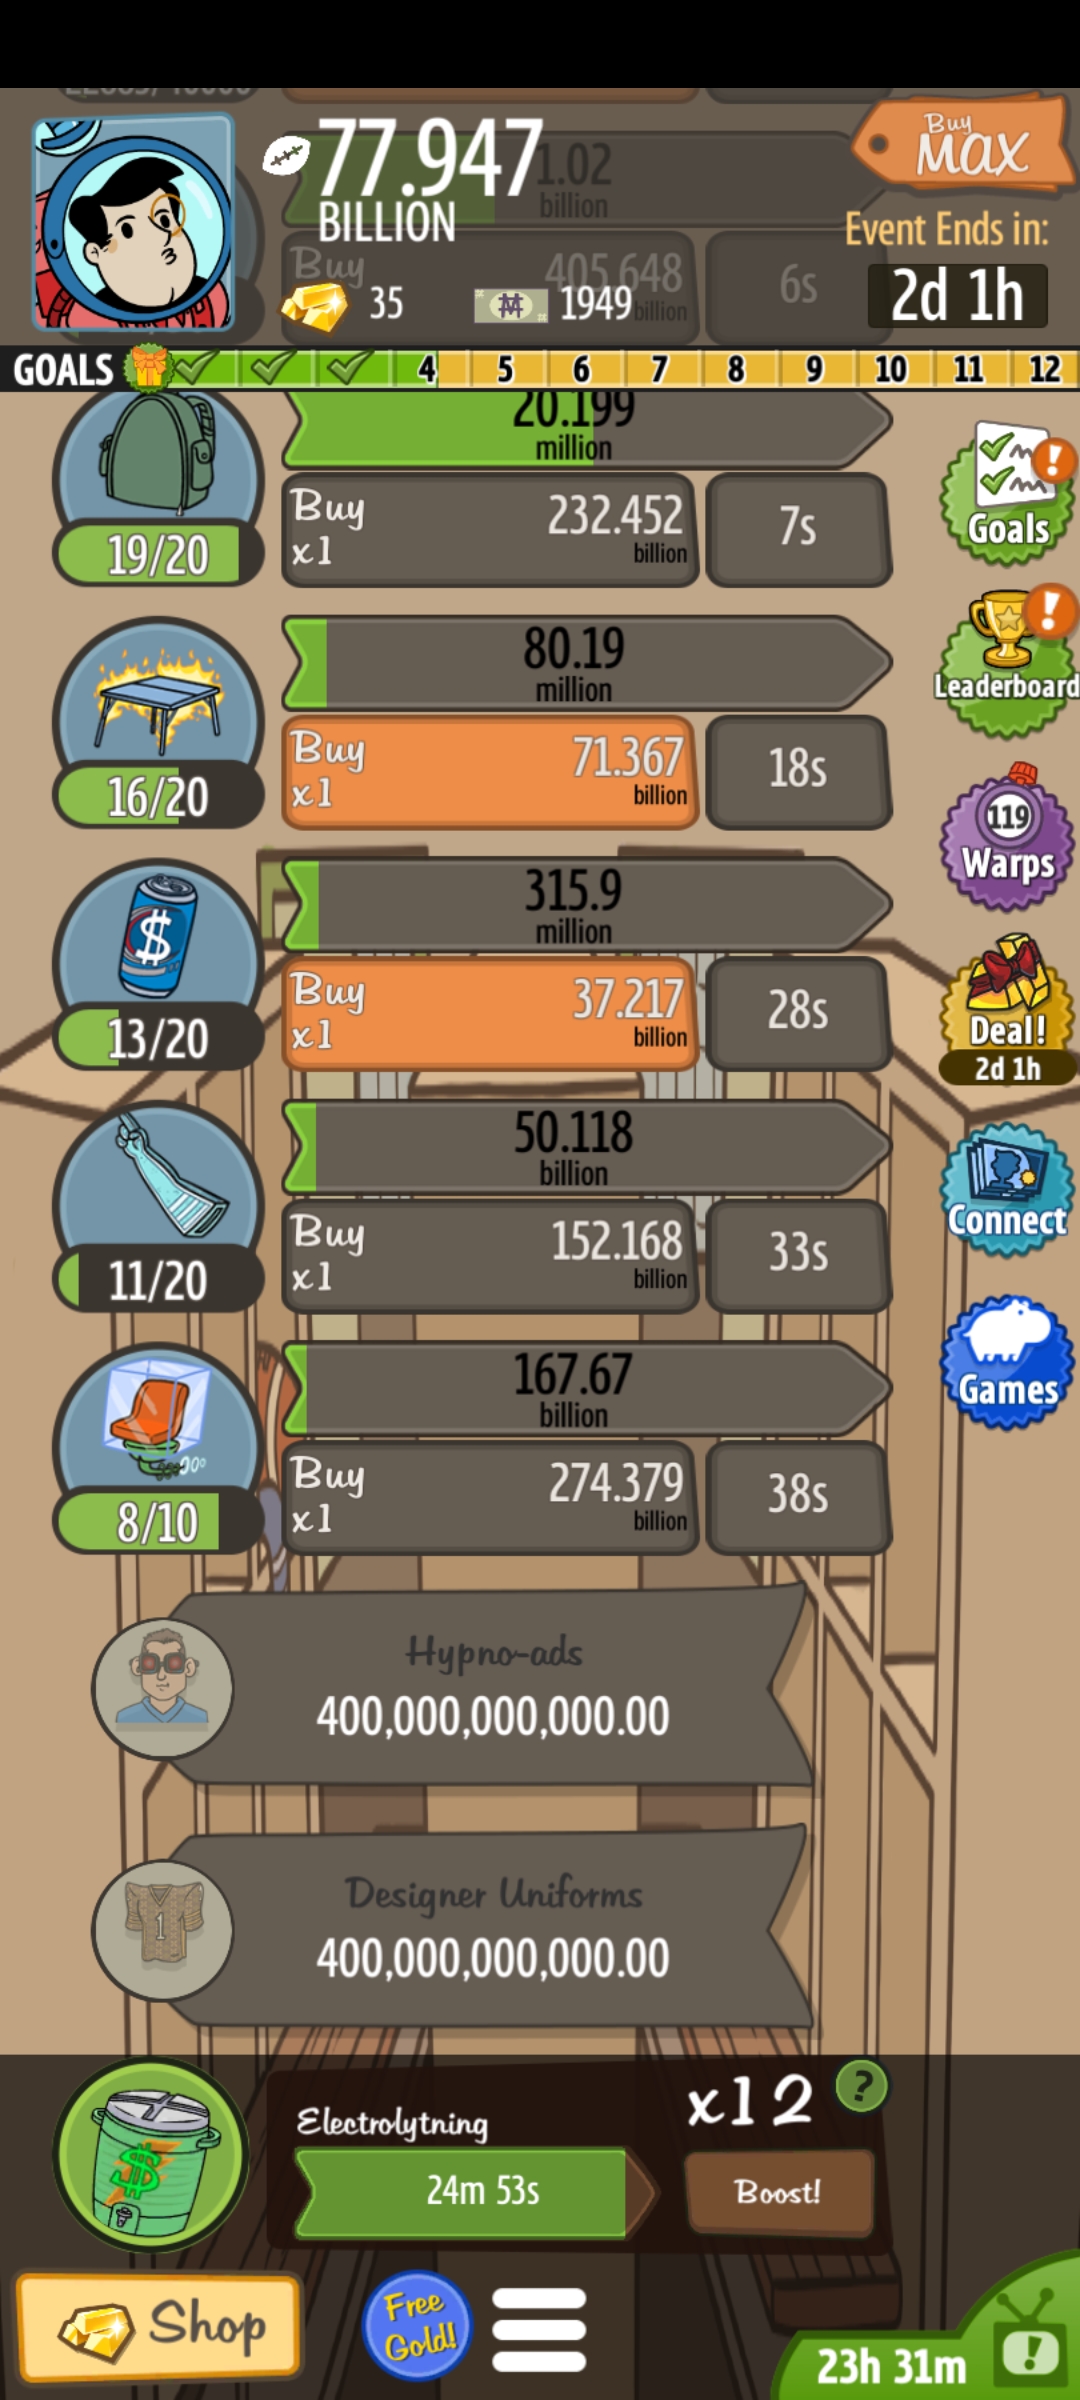 77.947
BILLION
1.02
billion
Buy
MAX
Event Ends in:
2d 1h
Buy
405.648
billion
6s
35
1949
GOALS
4
5
6
7
8
9
10
11
12
20.199
million
Buy
x1
232.452
billion
7s
19/20
Goals
80.19
million
Buy
x1
71.367
billion
18s
16/20
Leaderboard
119
Warps
315.9
million
Buy
x1
37.217
billion
28s
13/20
Deal!
2d 1h
50.118
billion
Buy
x1
152.168
billion
33s
11/20
Connect
167.67
billion
Buy
x1
274.379
billion
38s
8/10
Games
Hypno-ads
400,000,000,000.00
Designer Uniforms
400,000,000,000.00
Electrolytning
24m 53s
x12
?
Boost!
Shop
Free
Gold!
23h 31m